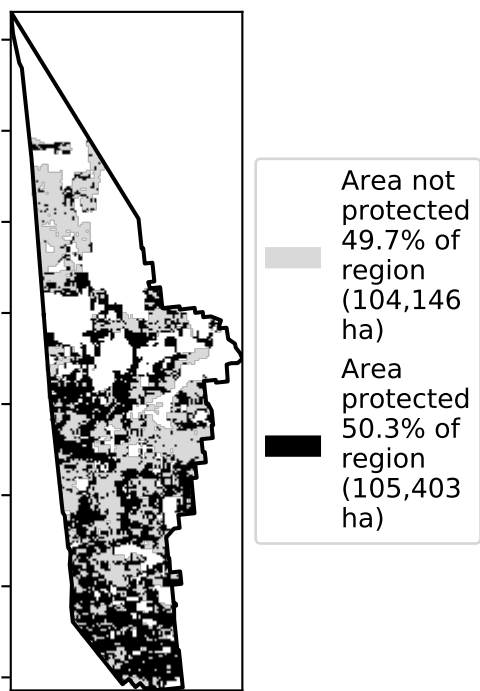 Area not
protected
49.7% of
region
(104,146
ha)
Area
protected
50.3% of
region
(105,403
ha)